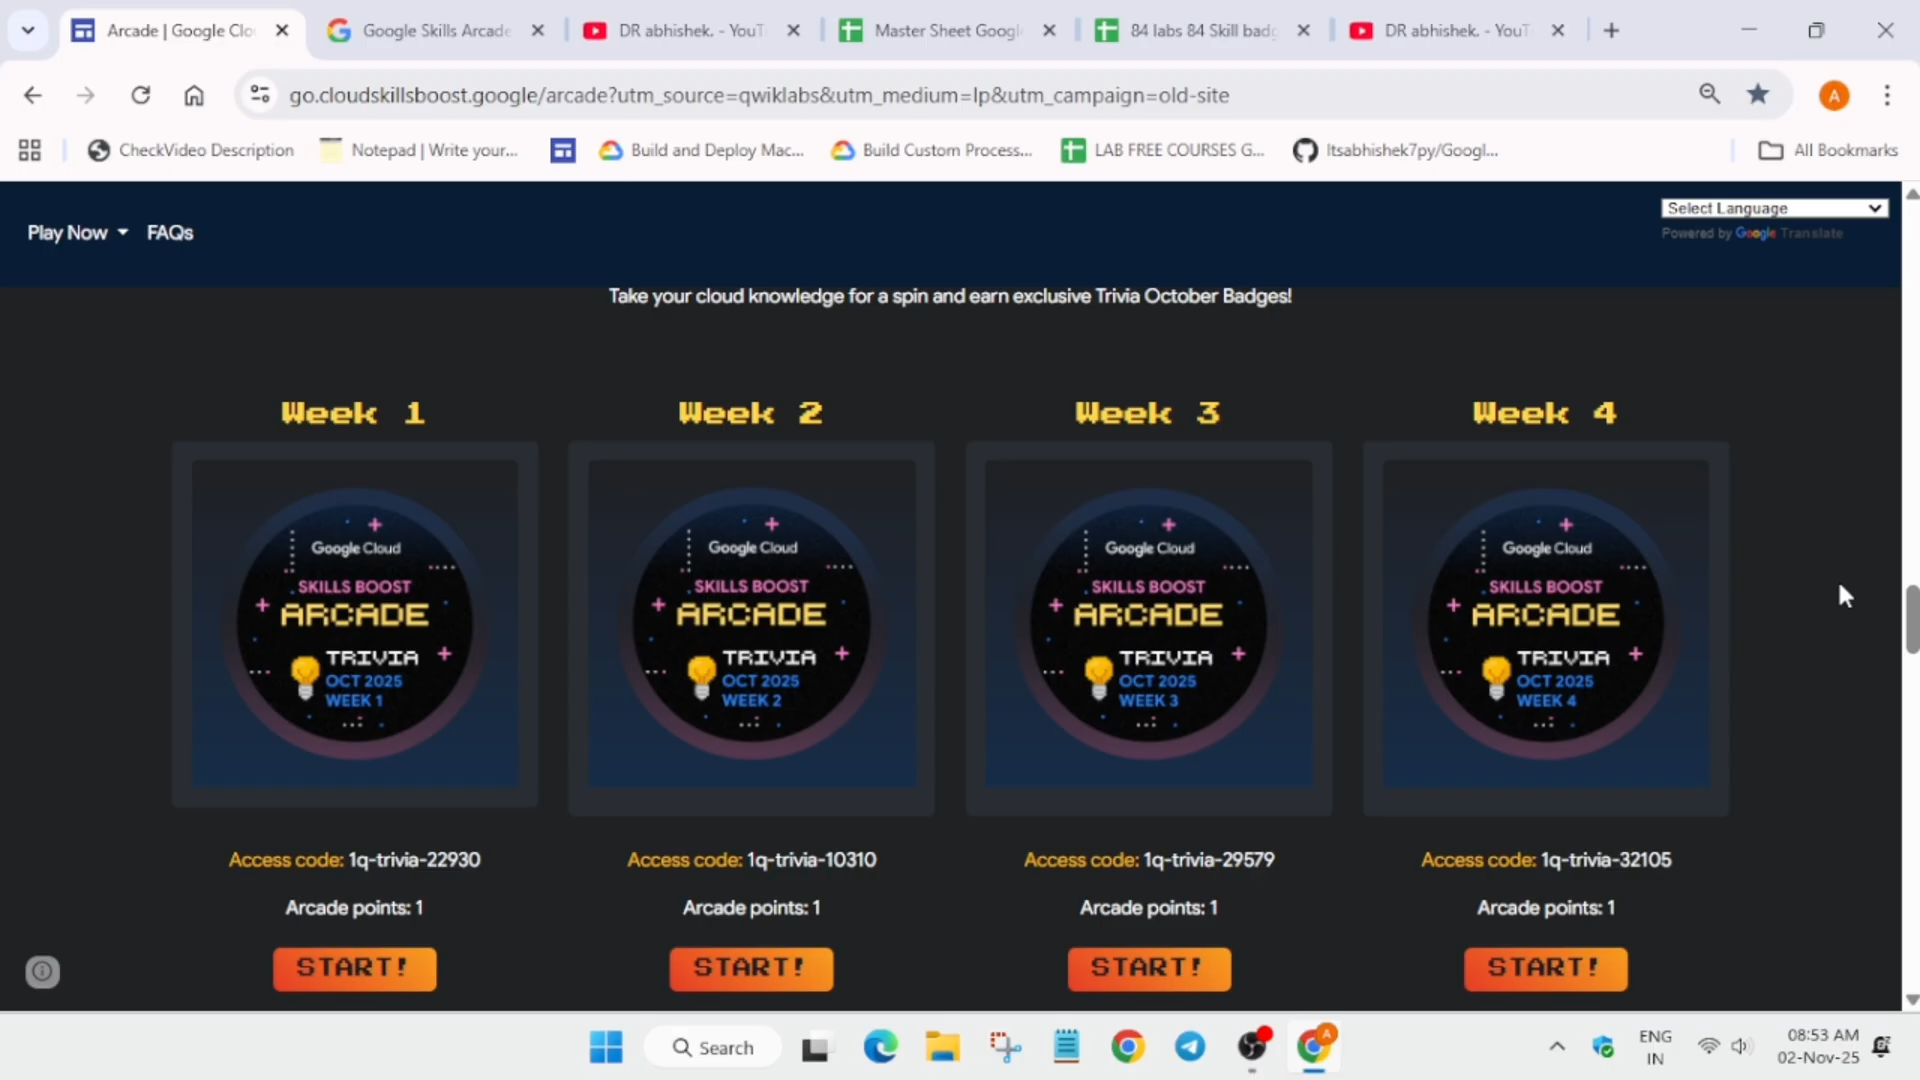 Arcade | Google Clo
Google Skills Arcade
DR abhishek. - YouT
Master Sheet Googl
84 labs 84 Skill badg
DR abhishek. - YouT
go.cloudskillsboost.google/arcade?utm_source=qwiklabs&utm_medium=lp&utm_campaign=old-site
A
CheckVideo Description
Notepad | Write your...
Build and Deploy Mac...
Build Custom Process...
LAB FREE COURSES G...
Itsabhishek7py/Googl...
All Bookmarks
Play Now
FAQs
Select Language
Powered by Google Translate
Take your cloud knowledge for a spin and earn exclusive Trivia October Badges!
Week 1
Week 2
Week 3
Week 4
Google Cloud
SKILLS BOOST
ARCADE
TRIVIA
OCT 2025
WEEK 1
Google Cloud
SKILLS BOOST
ARCADE
TRIVIA
OCT 2025
WEEK 2
Google Cloud
SKILLS BOOST
ARCADE
TRIVIA
OCT 2025
WEEK 3
Google Cloud
SKILLS BOOST
ARCADE
TRIVIA
OCT 2025
WEEK 4
Access code: 1q-trivia-22930
Access code: 1q-trivia-10310
Access code: 1q-trivia-29579
Access code: 1q-trivia-32105
Arcade points: 1
Arcade points: 1
Arcade points: 1
Arcade points: 1
START!
START!
START!
START!
Search
A
ENG
IN
08:53 AM
02-Nov-25